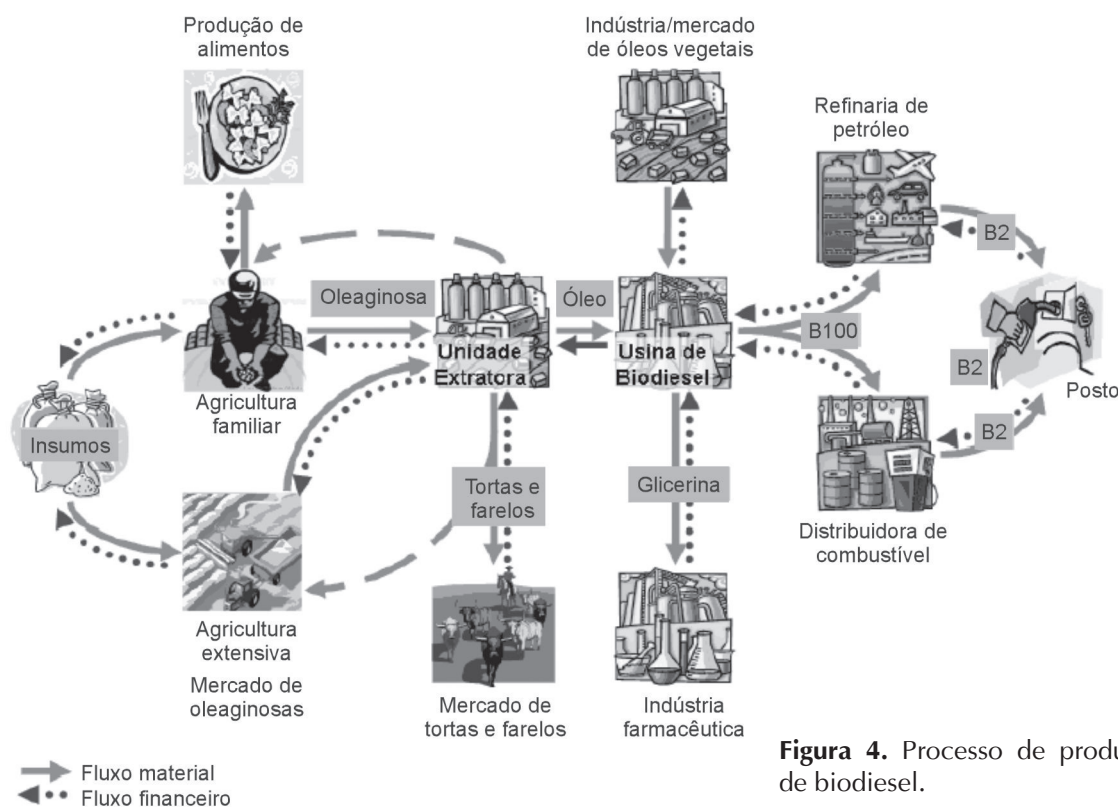 Produção de
alimentos
Indústria/mercado
de óleos vegetais
Refinaria de
petróleo
B2
Oleaginosa
Óleo
B100
Unidade
Extratora
Usina de
Biodiesel
B2
Posto
Agricultura
familiar
Insumos
B2
Tortas e
farelos
Glicerina
Distribuidora de
combustível
Agricultura
extensiva
Mercado de
oleaginosas
Mercado de
tortas e farelos
Indústria
farmacêutica
Fluxo material
Fluxo financeiro
Figura 4. Processo de produ
de biodiesel.